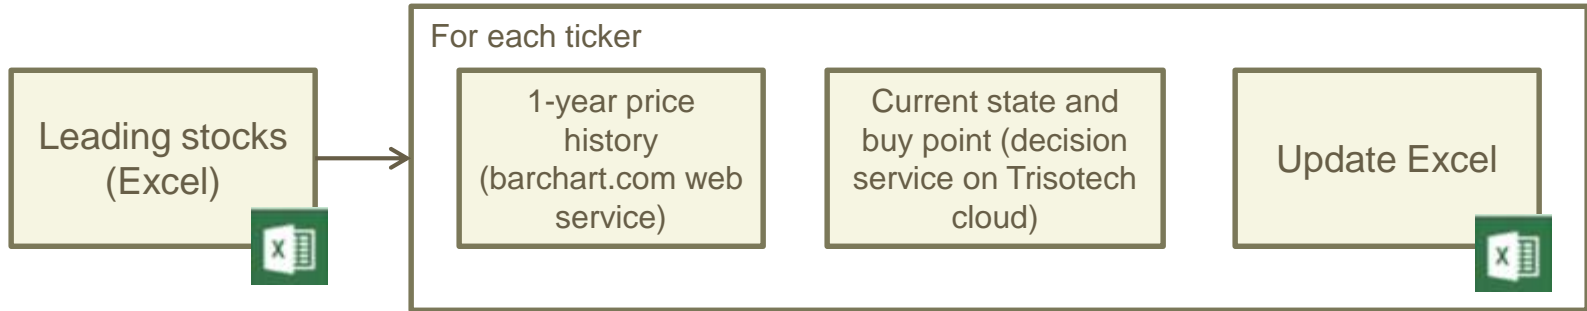 For each ticker
Leading stocks
(Excel)
1-year price
history
(barchart.com web
service)
Current state and
buy point (decision
service on Trisotech
cloud)
Update Excel
X
X